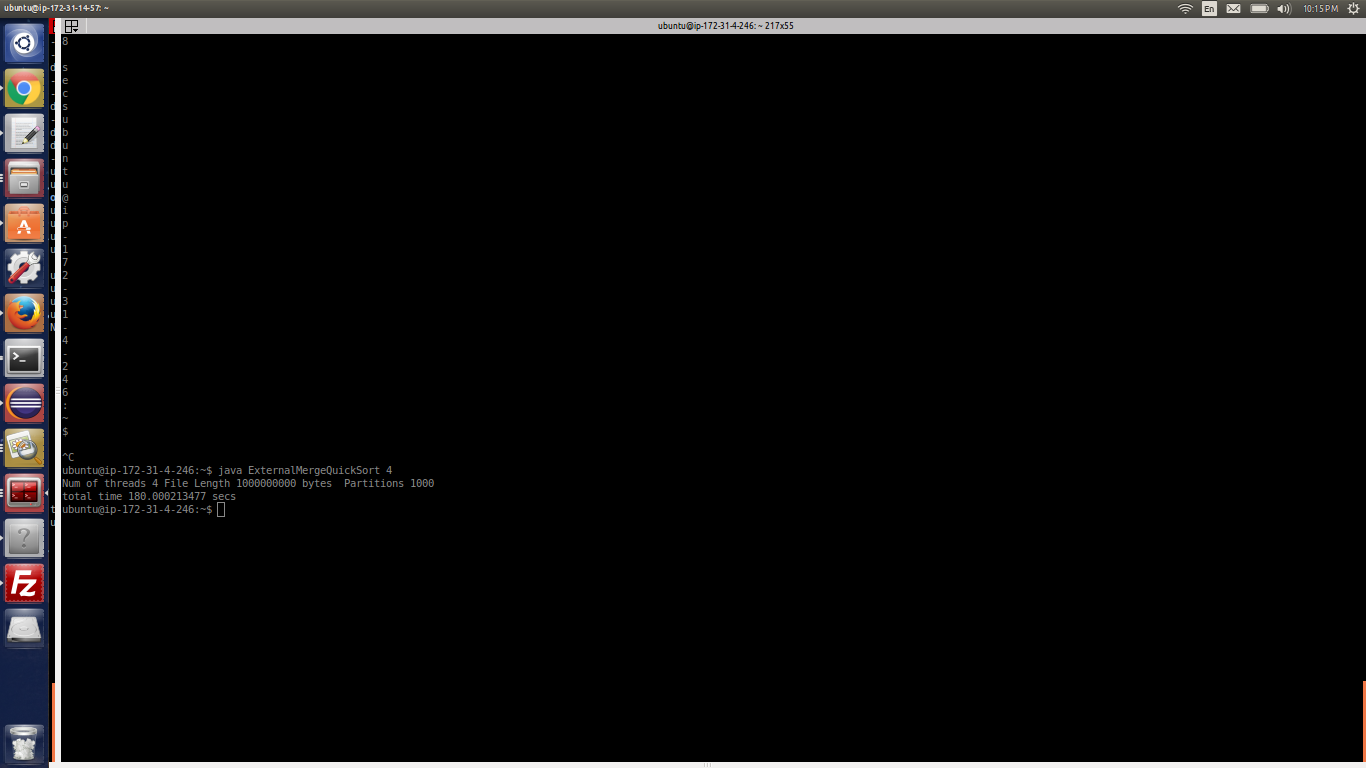 ubuntu@ip-172-31-14-57: ~
En
10:15 PM
ubuntu@ip-172-31-4-246: ~ 217x55
- 8
-
d s
- e
- c
d s
- u
d b
d u
- n
u t
u u
o @
u i
u p
u -
u 1
7
u 2
u -
u 3
u 1
N -
4
-
2
4
6
:
~
$
^C
ubuntu@ip-172-31-4-246:~$ java ExternalMergeQuickSort 4
Num of threads 4 File Length 1000000000 bytes  Partitions 1000
total time 180.000213477 secs
t ubuntu@ip-172-31-4-246:~$
u
A
>_
?
Fz